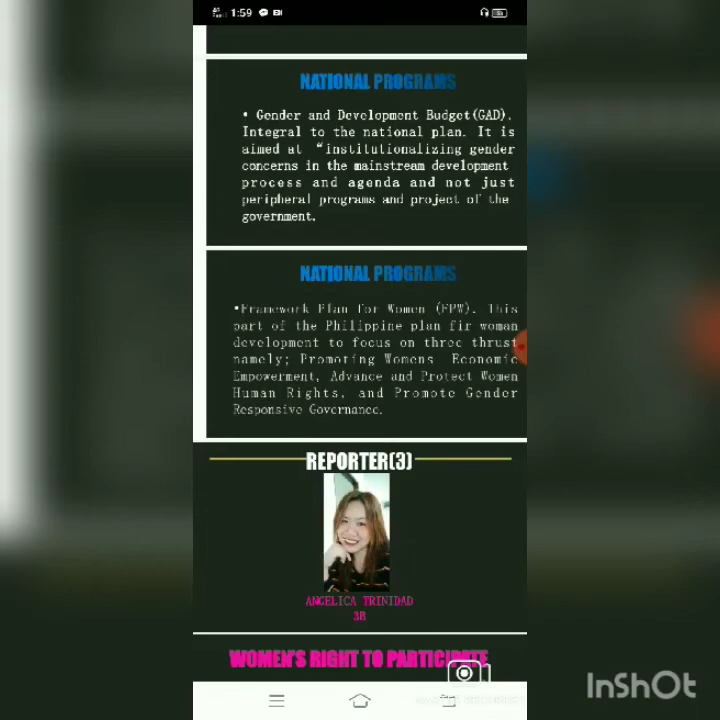 1:59
NATIONAL PROGRAMS
• Gender and Development Budget(GAD).
Integral to the national plan. It is
aimed at “institutionalizing gender
concerns in the mainstream development
process and agenda and not just
peripheral programs and project of the
government.
NATIONAL PROGRAMS
•Framework Plan for Women (FPW). This
part of the Philippine plan fir woman
development to focus on three thrust
namely; Promoting Womens Economic
Empowerment, Advance and Protect Women
Human Rights, and Promote Gender
Responsive Governance.
REPORTER(3)
ANGELICA TRINIDAD
3B
WOMEN'S RIGHT TO PARTICIPATE
InShOt